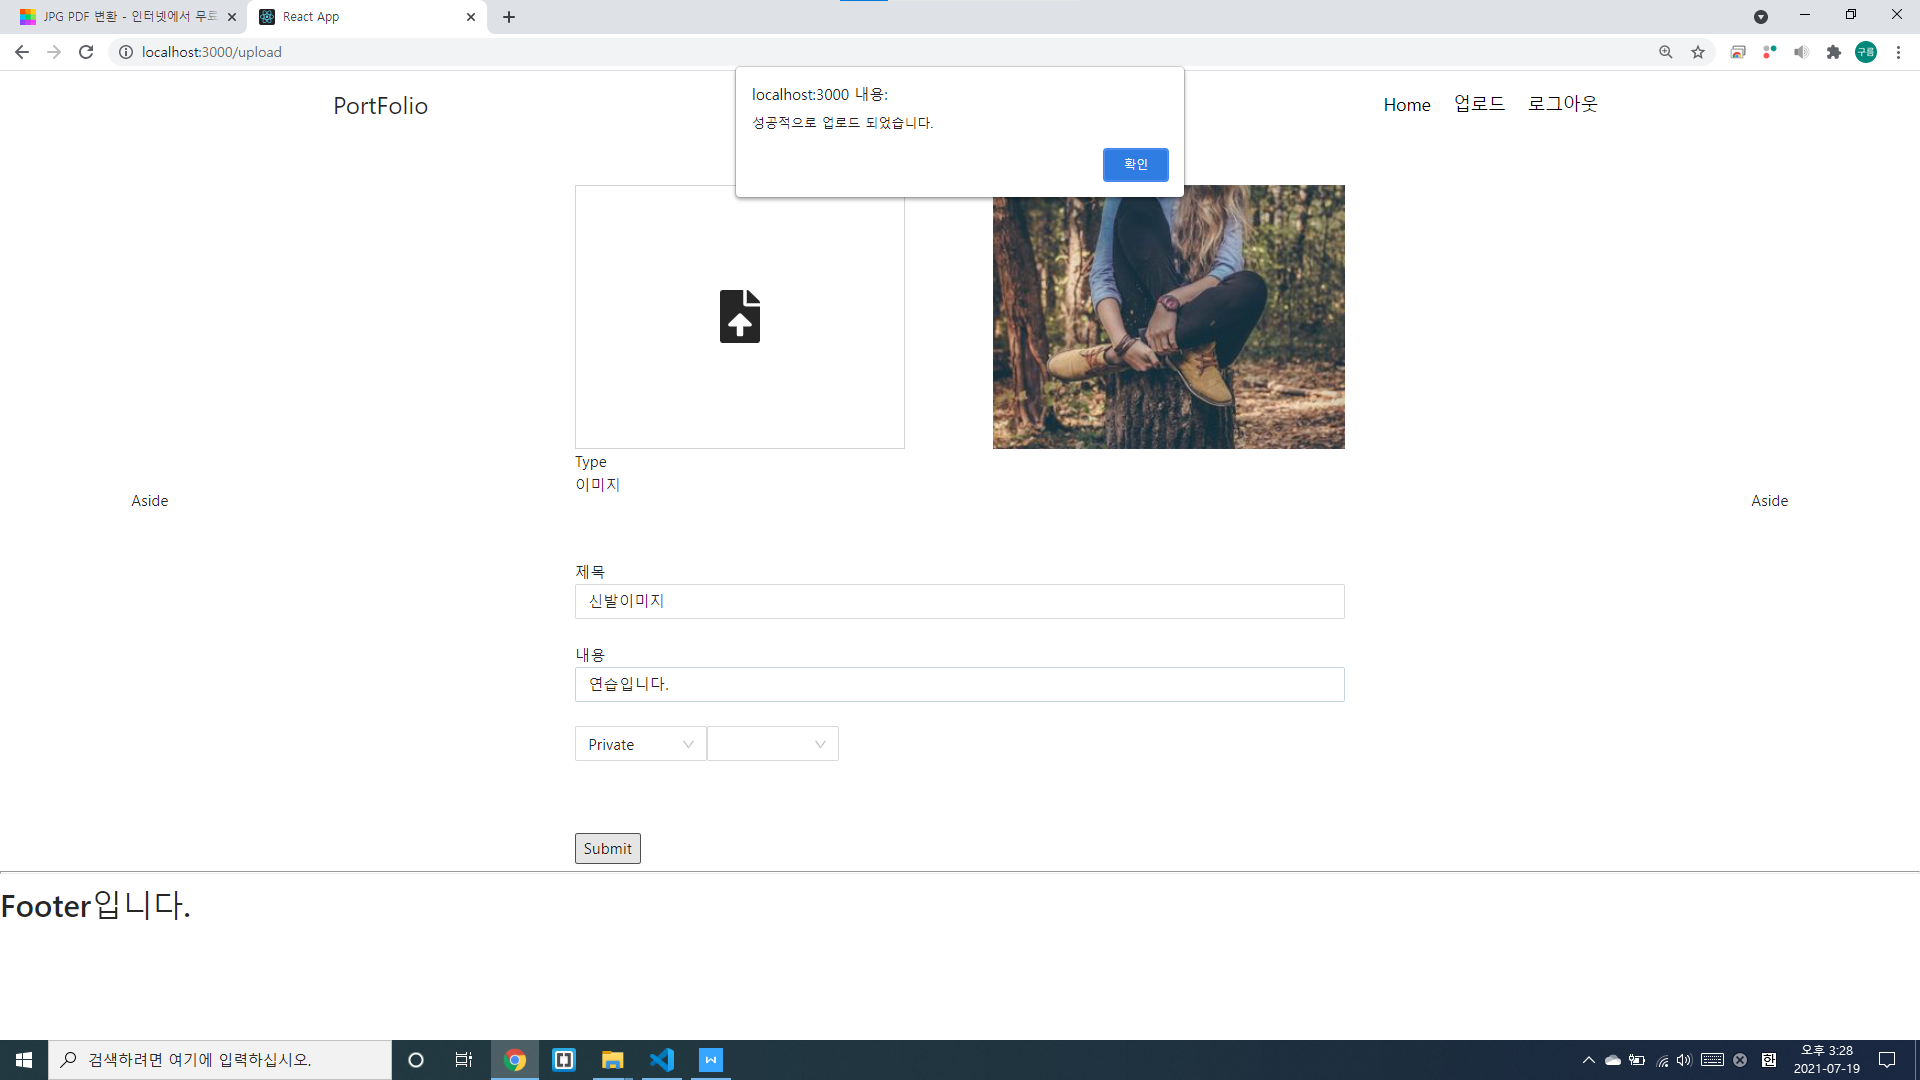 JPG PDF 변환 - 인터넷에서 무료
React App
localhost:3000/upload
구름
PortFolio
Home
업로드
로그아웃
localhost:3000 내용:
성공적으로 업로드 되었습니다.
확인
Type
이미지
Aside
Aside
제목
신발이미지
내용
연습입니다.
Private
Submit
Footer입니다.
검색하려면 여기에 입력하십시오.
한
오후 3:28
2021-07-19